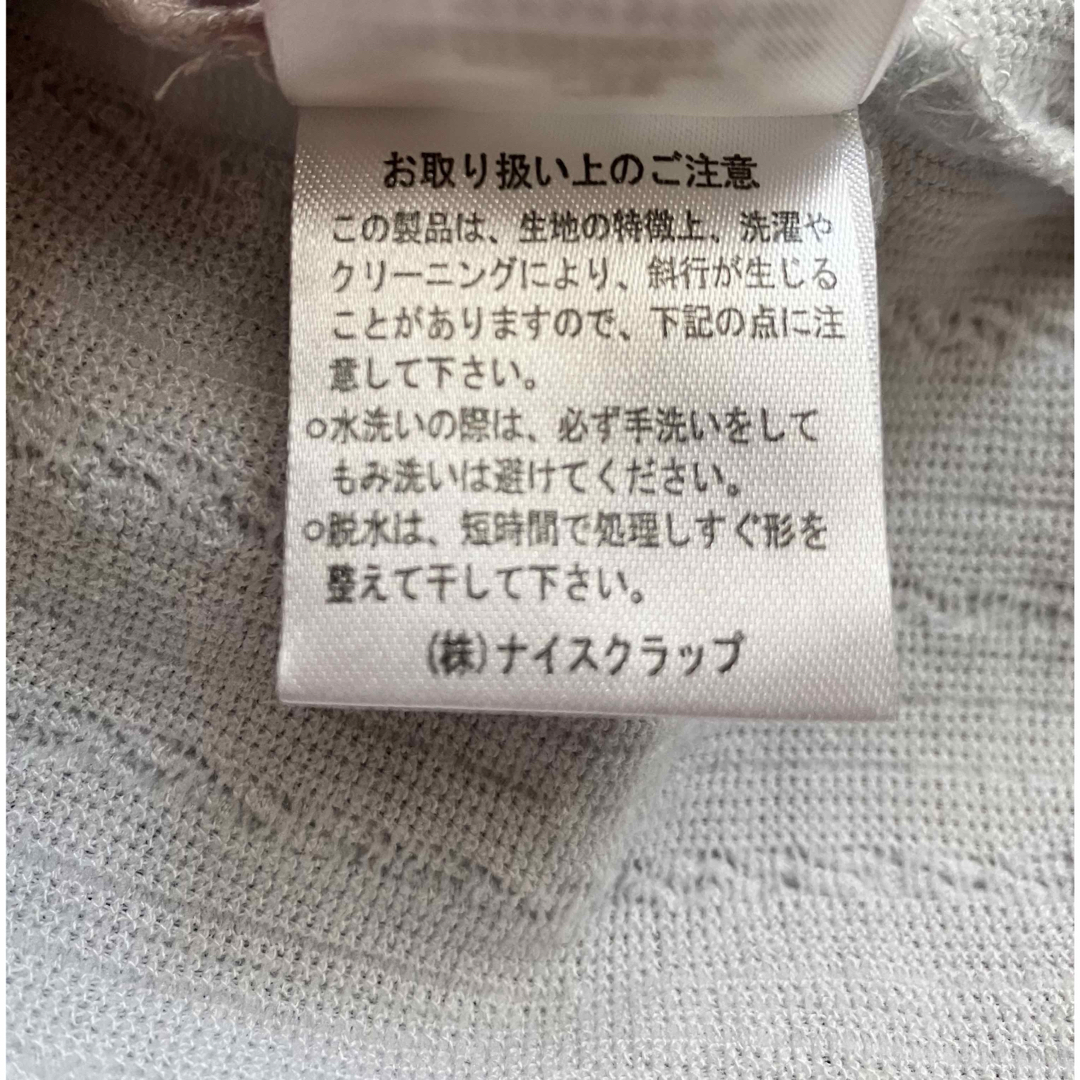 お取り扱い上のご注意
この製品は、生地の特徴上、洗濯や
クリーニングにより、斜行が生じる
ことがありますので、下記の点に注
意して下さい。
○水洗いの際は、必ず手洗いをして
もみ洗いは避けてください。
○脱水は、短時間で処理しすぐ形を
整えて干して下さい。
(株)ナイスクラップ